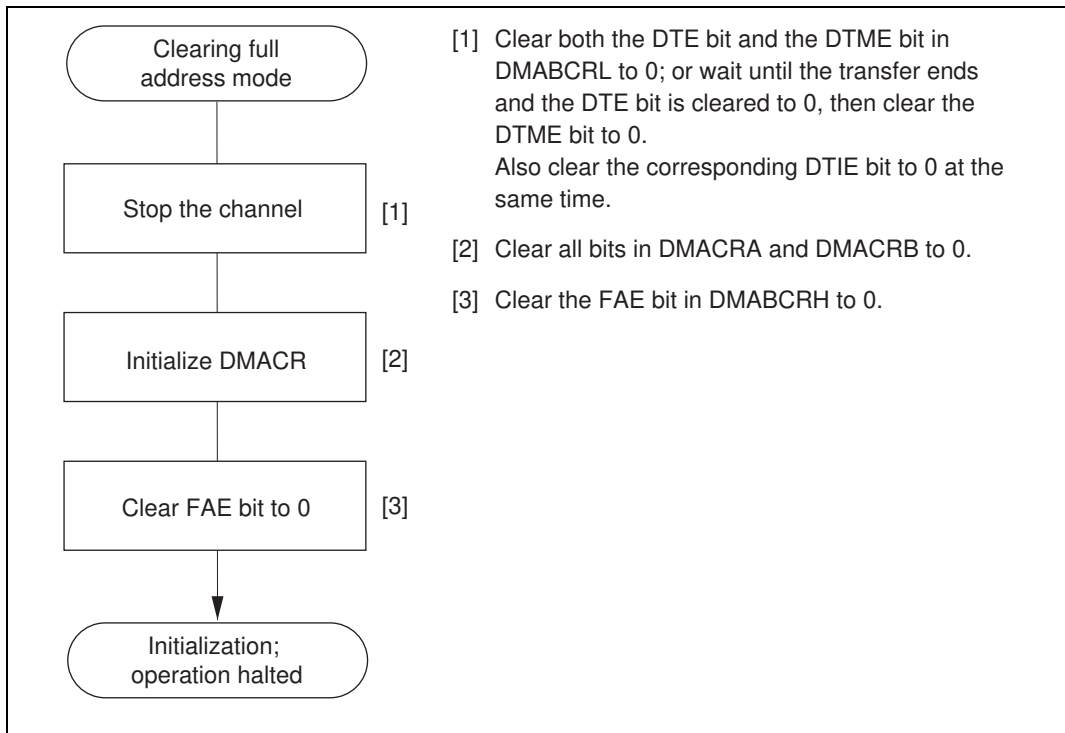 Clearing full
address mode
Stop the channel
[1]
Initialize DMACR
[2]
Clear FAE bit to 0
[3]
Initialization;
operation halted
[1] Clear both the DTE bit and the DTME bit in
DMABCRL to 0; or wait until the transfer ends
and the DTE bit is cleared to 0, then clear the
DTME bit to 0.
Also clear the corresponding DTIE bit to 0 at the
same time.
[2] Clear all bits in DMACRA and DMACRB to 0.
[3] Clear the FAE bit in DMABCRH to 0.